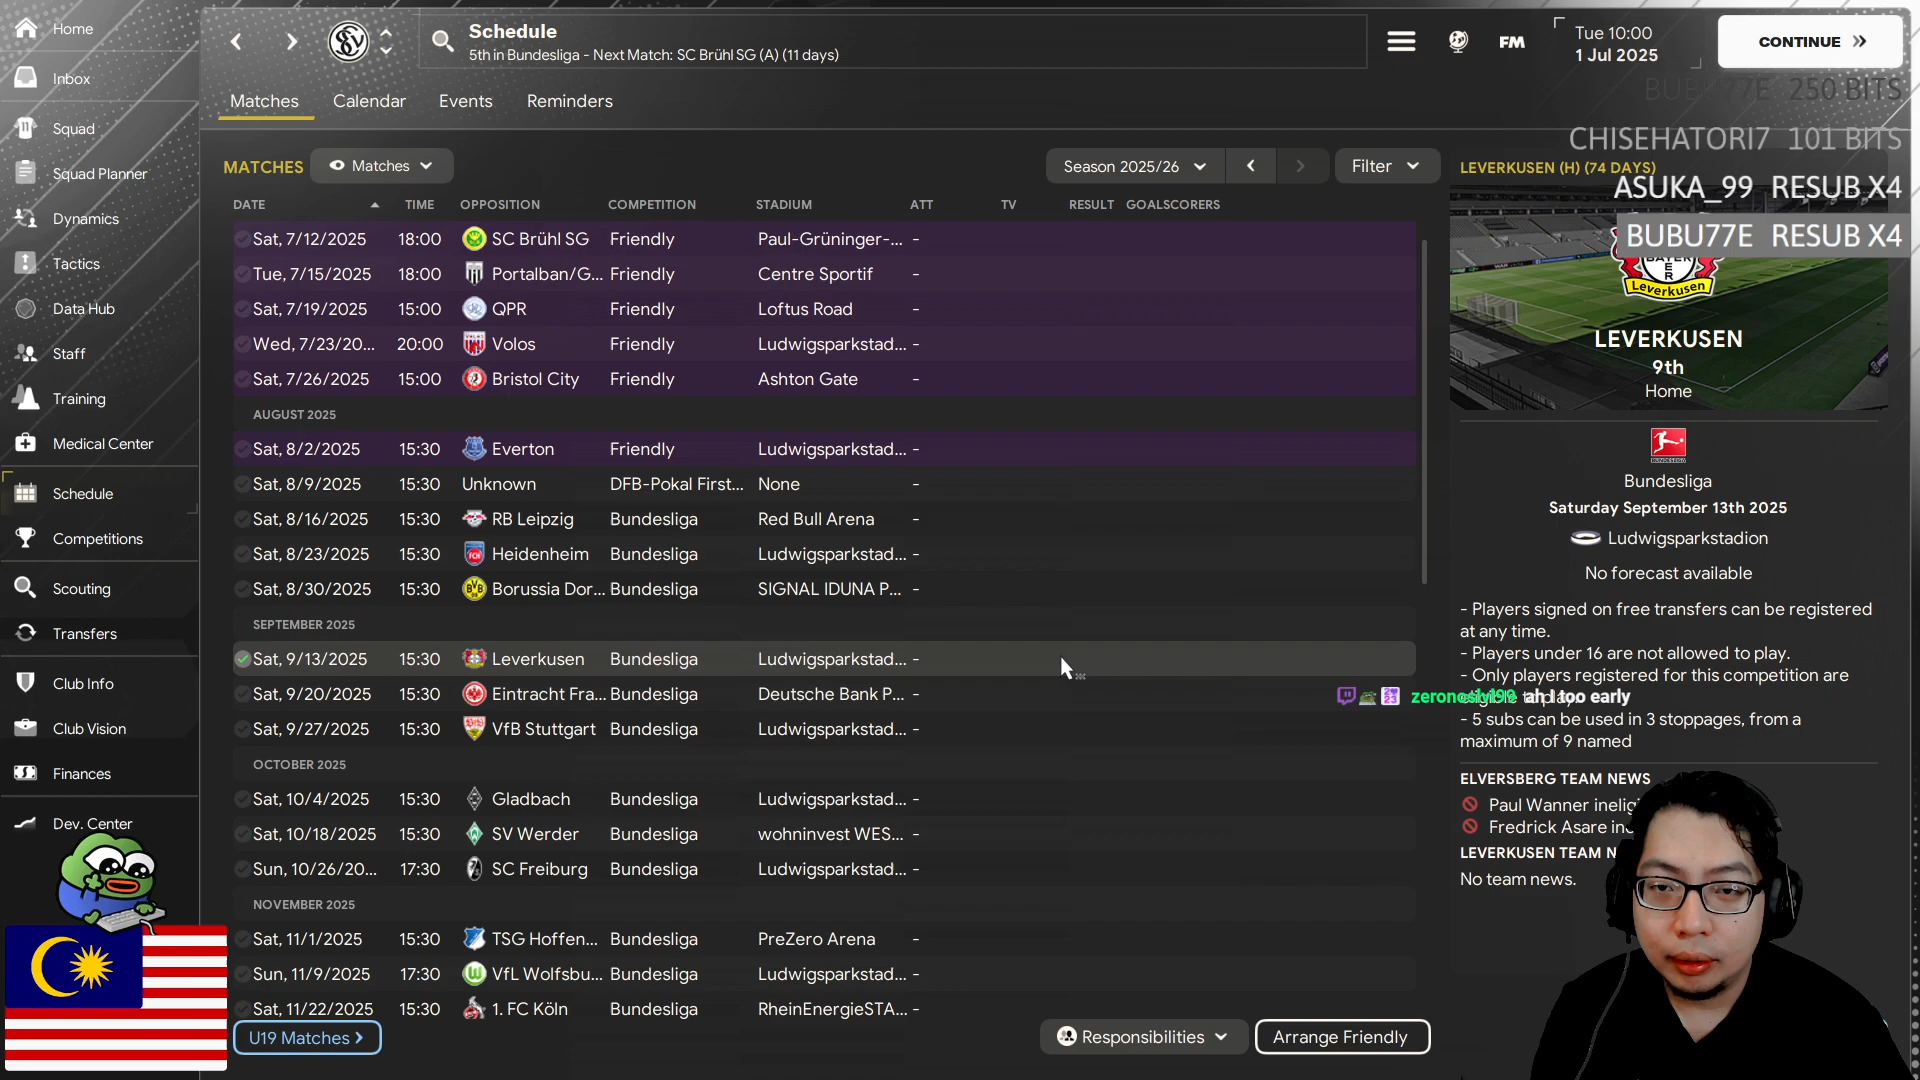 Home
Inbox
Squad
Squad Planner
Dynamics
Tactics
Data Hub
Staff
Training
Medical Center
Schedule
Competitions
Scouting
Transfers
Club Info
Club Vision
Finances
Dev. Center
Schedule
5th in Bundesliga - Next Match: SC Brühl SG (A) (11 days)
FM
Tue 10:00
1 Jul 2025
CONTINUE
BUBU77E 250 BITS
CHISEHATORI7 101 BITS
ASUKA_99 RESUB X4
BUBU77E RESUB X4
Matches Calendar Events Reminders
MATCHES Matches Season 2025/26 Filter
DATE TIME OPPOSITION COMPETITION STADIUM ATT TV RESULT GOALSCORERS
Sat, 7/12/2025 18:00 SC Brühl SG Friendly Paul-Grüninger-... -
Tue, 7/15/2025 18:00 Portalban/G... Friendly Centre Sportif -
Sat, 7/19/2025 15:00 QPR Friendly Loftus Road -
Wed, 7/23/20... 20:00 Volos Friendly Ludwigsparkstad... -
Sat, 7/26/2025 15:00 Bristol City Friendly Ashton Gate -
AUGUST 2025
Sat, 8/2/2025 15:30 Everton Friendly Ludwigsparkstad... -
Sat, 8/9/2025 15:30 Unknown DFB-Pokal First... None -
Sat, 8/16/2025 15:30 RB Leipzig Bundesliga Red Bull Arena -
Sat, 8/23/2025 15:30 Heidenheim Bundesliga Ludwigsparkstad... -
Sat, 8/30/2025 15:30 Borussia Dor... Bundesliga SIGNAL IDUNA P... -
SEPTEMBER 2025
Sat, 9/13/2025 15:30 Leverkusen Bundesliga Ludwigsparkstad... -
Sat, 9/20/2025 15:30 Eintracht Fra... Bundesliga Deutsche Bank P... -
Sat, 9/27/2025 15:30 VfB Stuttgart Bundesliga Ludwigsparkstad... -
OCTOBER 2025
Sat, 10/4/2025 15:30 Gladbach Bundesliga Ludwigsparkstad... -
Sat, 10/18/2025 15:30 SV Werder Bundesliga wohninvest WES... -
Sun, 10/26/20... 17:30 SC Freiburg Bundesliga Ludwigsparkstad... -
NOVEMBER 2025
Sat, 11/1/2025 15:30 TSG Hoffen... Bundesliga PreZero Arena -
Sun, 11/9/2025 17:30 VfL Wolfsbu... Bundesliga Ludwigsparkstad... -
Sat, 11/22/2025 15:30 1. FC Köln Bundesliga RheinEnergieSTA... -
U19 Matches
Responsibilities
Arrange Friendly
LEVERKUSEN (H) (74 DAYS)
Leverkusen
LEVERKUSEN
9th
Home
Bundesliga
Saturday September 13th 2025
Ludwigsparkstadion
No forecast available
- Players signed on free transfers can be registered
at any time.
- Players under 16 are not allowed to play.
- Only players registered for this competition are
ah I too early
- 5 subs can be used in 3 stoppages, from a
maximum of 9 named
ELVERSBERG TEAM NEWS
Paul Wanner
Fredrick Asare
LEVERKUSEN TEAM
No team news.